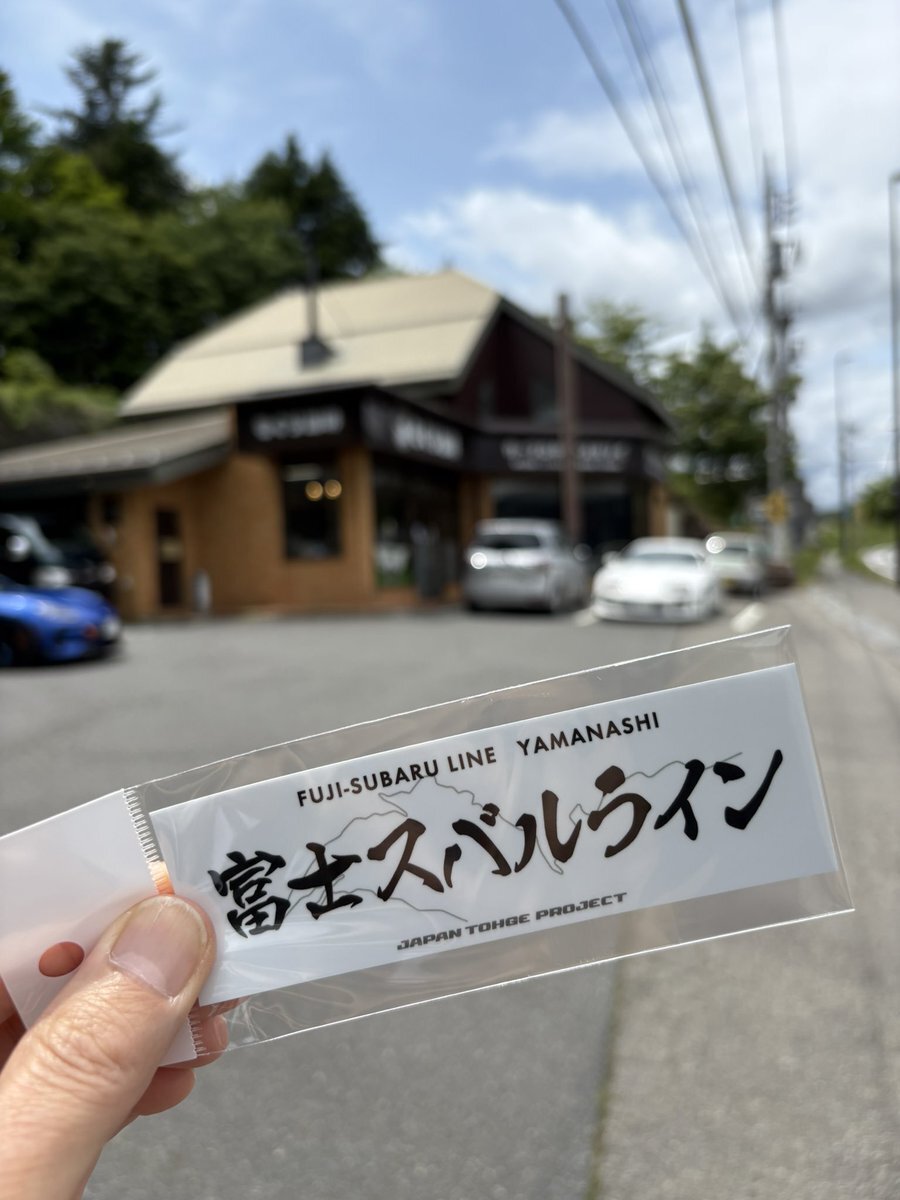 FUJI-SUBARU LINE YAMANASHI
富士スバルライン
JAPAN TOHGE PROJECT